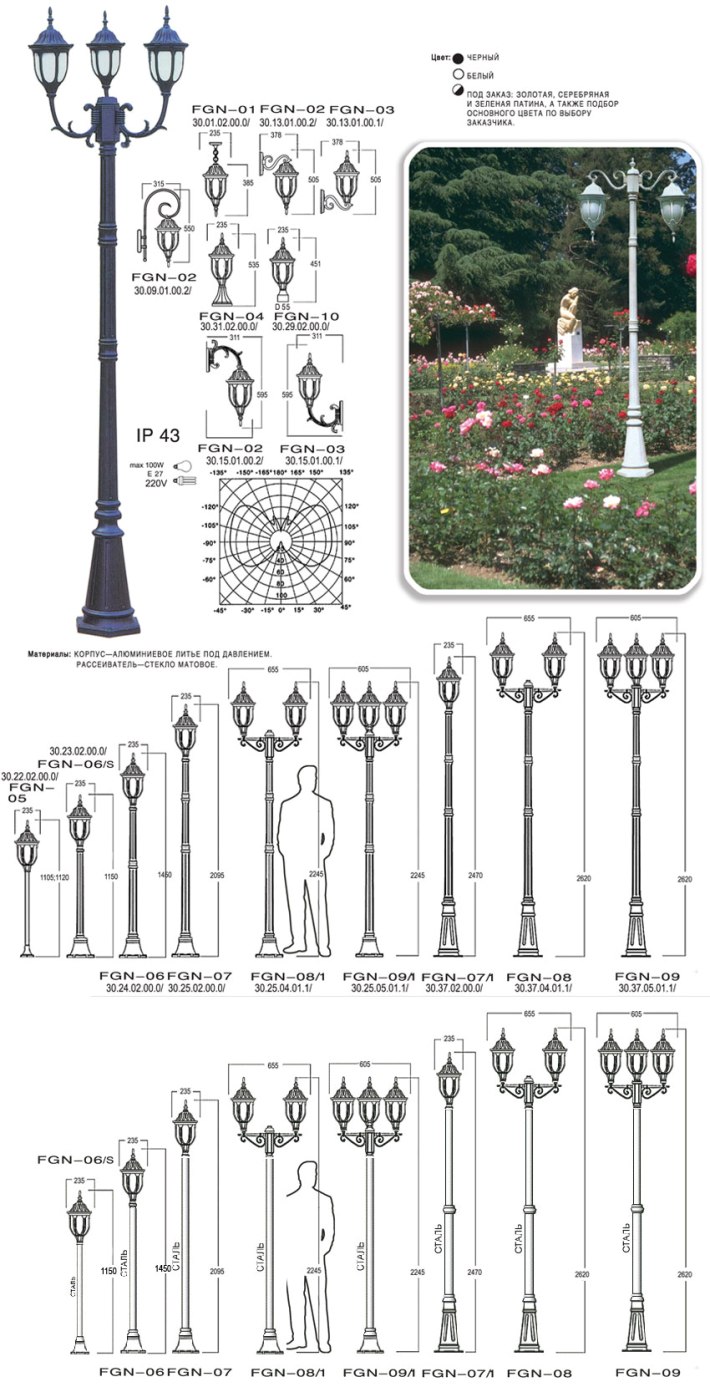 Цвет: ЧЕРНЫЙ
БЕЛЫЙ
ПОД ЗАКАЗ: ЗОЛОТАЯ, СЕРЕБРЯНАЯ
И ЗЕЛЕНАЯ ПАТИНА, А ТАКЖЕ ПОДБОР
ОСНОВНОГО ЦВЕТА ПО ВЫБОРУ
ЗАКАЗЧИКА.
FGN-01 FGN-02 FGN-03
30.01.02.00.0/ 30.13.01.00.2/ 30.13.01.00.1/
235 378 378
385 505 505
315
550
FGN-02
30.09.01.00.2/
235 235
535 451
D 55
FGN-04 FGN-10
30.31.02.00.0/ 30.29.02.00.0/
311 311
595 595
FGN-02 FGN-03
30.15.01.00.2/ 30.15.01.00.1/
IP 43
max 100W
E 27
220V
-135° -150° -165° 180° 165° 150° 135°
-120° 120°
-105° 105°
-90° 90°
-75° 75°
-60° 60°
40
60
80
100
-45° -30° -15° 0° 15° 30° 45°
Материалы: КОРПУС—АЛЮМИНИЕВОЕ ЛИТЬЕ ПОД ДАВЛЕНИЕМ.
РАССЕИВАТЕЛЬ—СТЕКЛО МАТОВОЕ.
30.23.02.00.0/
FGN-06/S
30.22.02.00.0/
FGN-
05
235 235 235 235 655 605 235 655 605
1105;1120 1150 1450 2095 2245 2245 2470 2620 2620
FGN-06 FGN-07 FGN-08/1 FGN-09/1 FGN-07/1 FGN-08 FGN-09
30.24.02.00.0/ 30.25.02.00.0/ 30.25.04.01.1/ 30.25.05.01.1/ 30.37.02.00.0/ 30.37.04.01.1/ 30.37.05.01.1/
FGN-06/S
235 235 235 655 605 235 655 605
СТАЛЬ СТАЛЬ СТАЛЬ СТАЛЬ СТАЛЬ СТАЛЬ СТАЛЬ СТАЛЬ
1150 1450 2095 2245 2245 2470 2620 2620
FGN-06 FGN-07 FGN-08/1 FGN-09/1 FGN-07/1 FGN-08 FGN-09